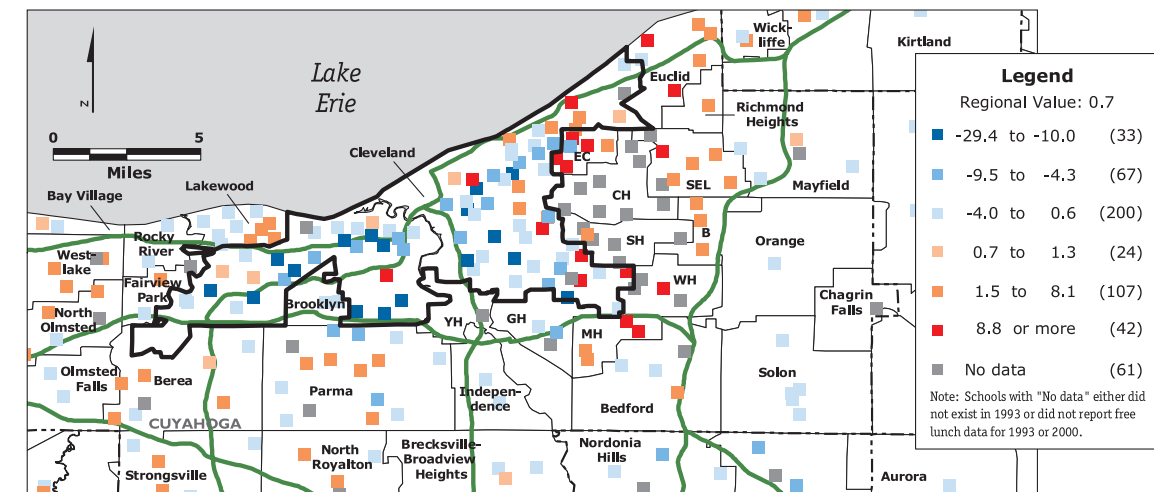 Lake
Erie
z
0 5
Miles
Cleveland
Bay Village
Lakewood
Rocky
River
West-
lake
Fairview
Park
North
Olmsted
Olmsted
Falls
Berea
CUYAHOGA
Strongsville
Brooklyn
Parma
North
Royalton
Brecksville-
Broadview
Heights
Indepen-
dence
YH
GH
MH
Bedford
Nordonia
Hills
EC
CH
SEL
SH
B
WH
Euclid
Wick-
liffe
Kirtland
Richmond
Heights
Mayfield
Orange
Chagrin
Falls
Solon
Aurora
Legend
Regional Value: 0.7
-29.4 to -10.0 (33)
-9.5 to -4.3 (67)
-4.0 to 0.6 (200)
0.7 to 1.3 (24)
1.5 to 8.1 (107)
8.8 or more (42)
No data (61)
Note: Schools with "No data" either did
not exist in 1993 or did not report free
lunch data for 1993 or 2000.